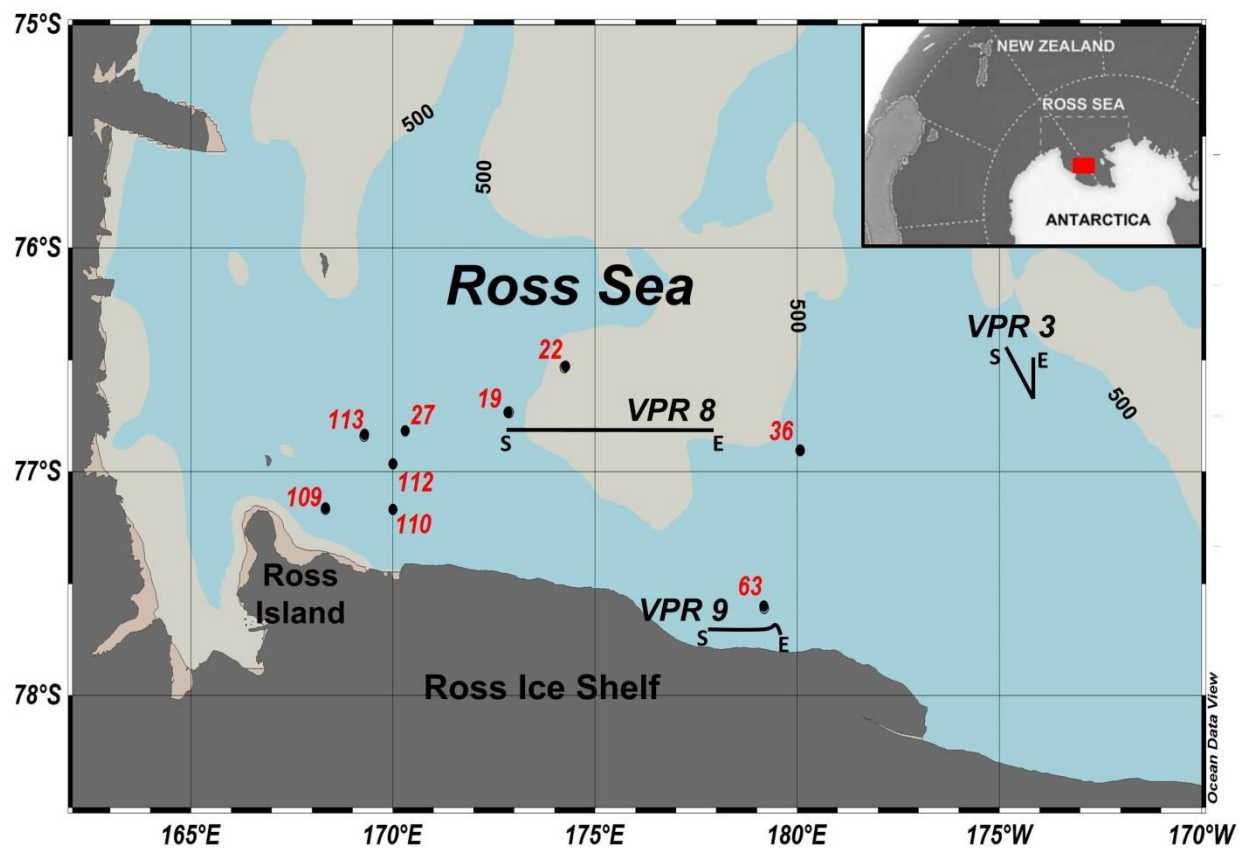 75°S
76°S
77°S
78°S
NEW ZEALAND
ROSS SEA
ANTARCTICA
500
500
500
500
Ross Sea
VPR 3
S
E
22
19
VPR 8
S
E
36
113
27
112
109
110
63
VPR 9
S
E
Ross
Island
Ross Ice Shelf
Ocean Data View
165°E
170°E
175°E
180°E
175°W
170°W